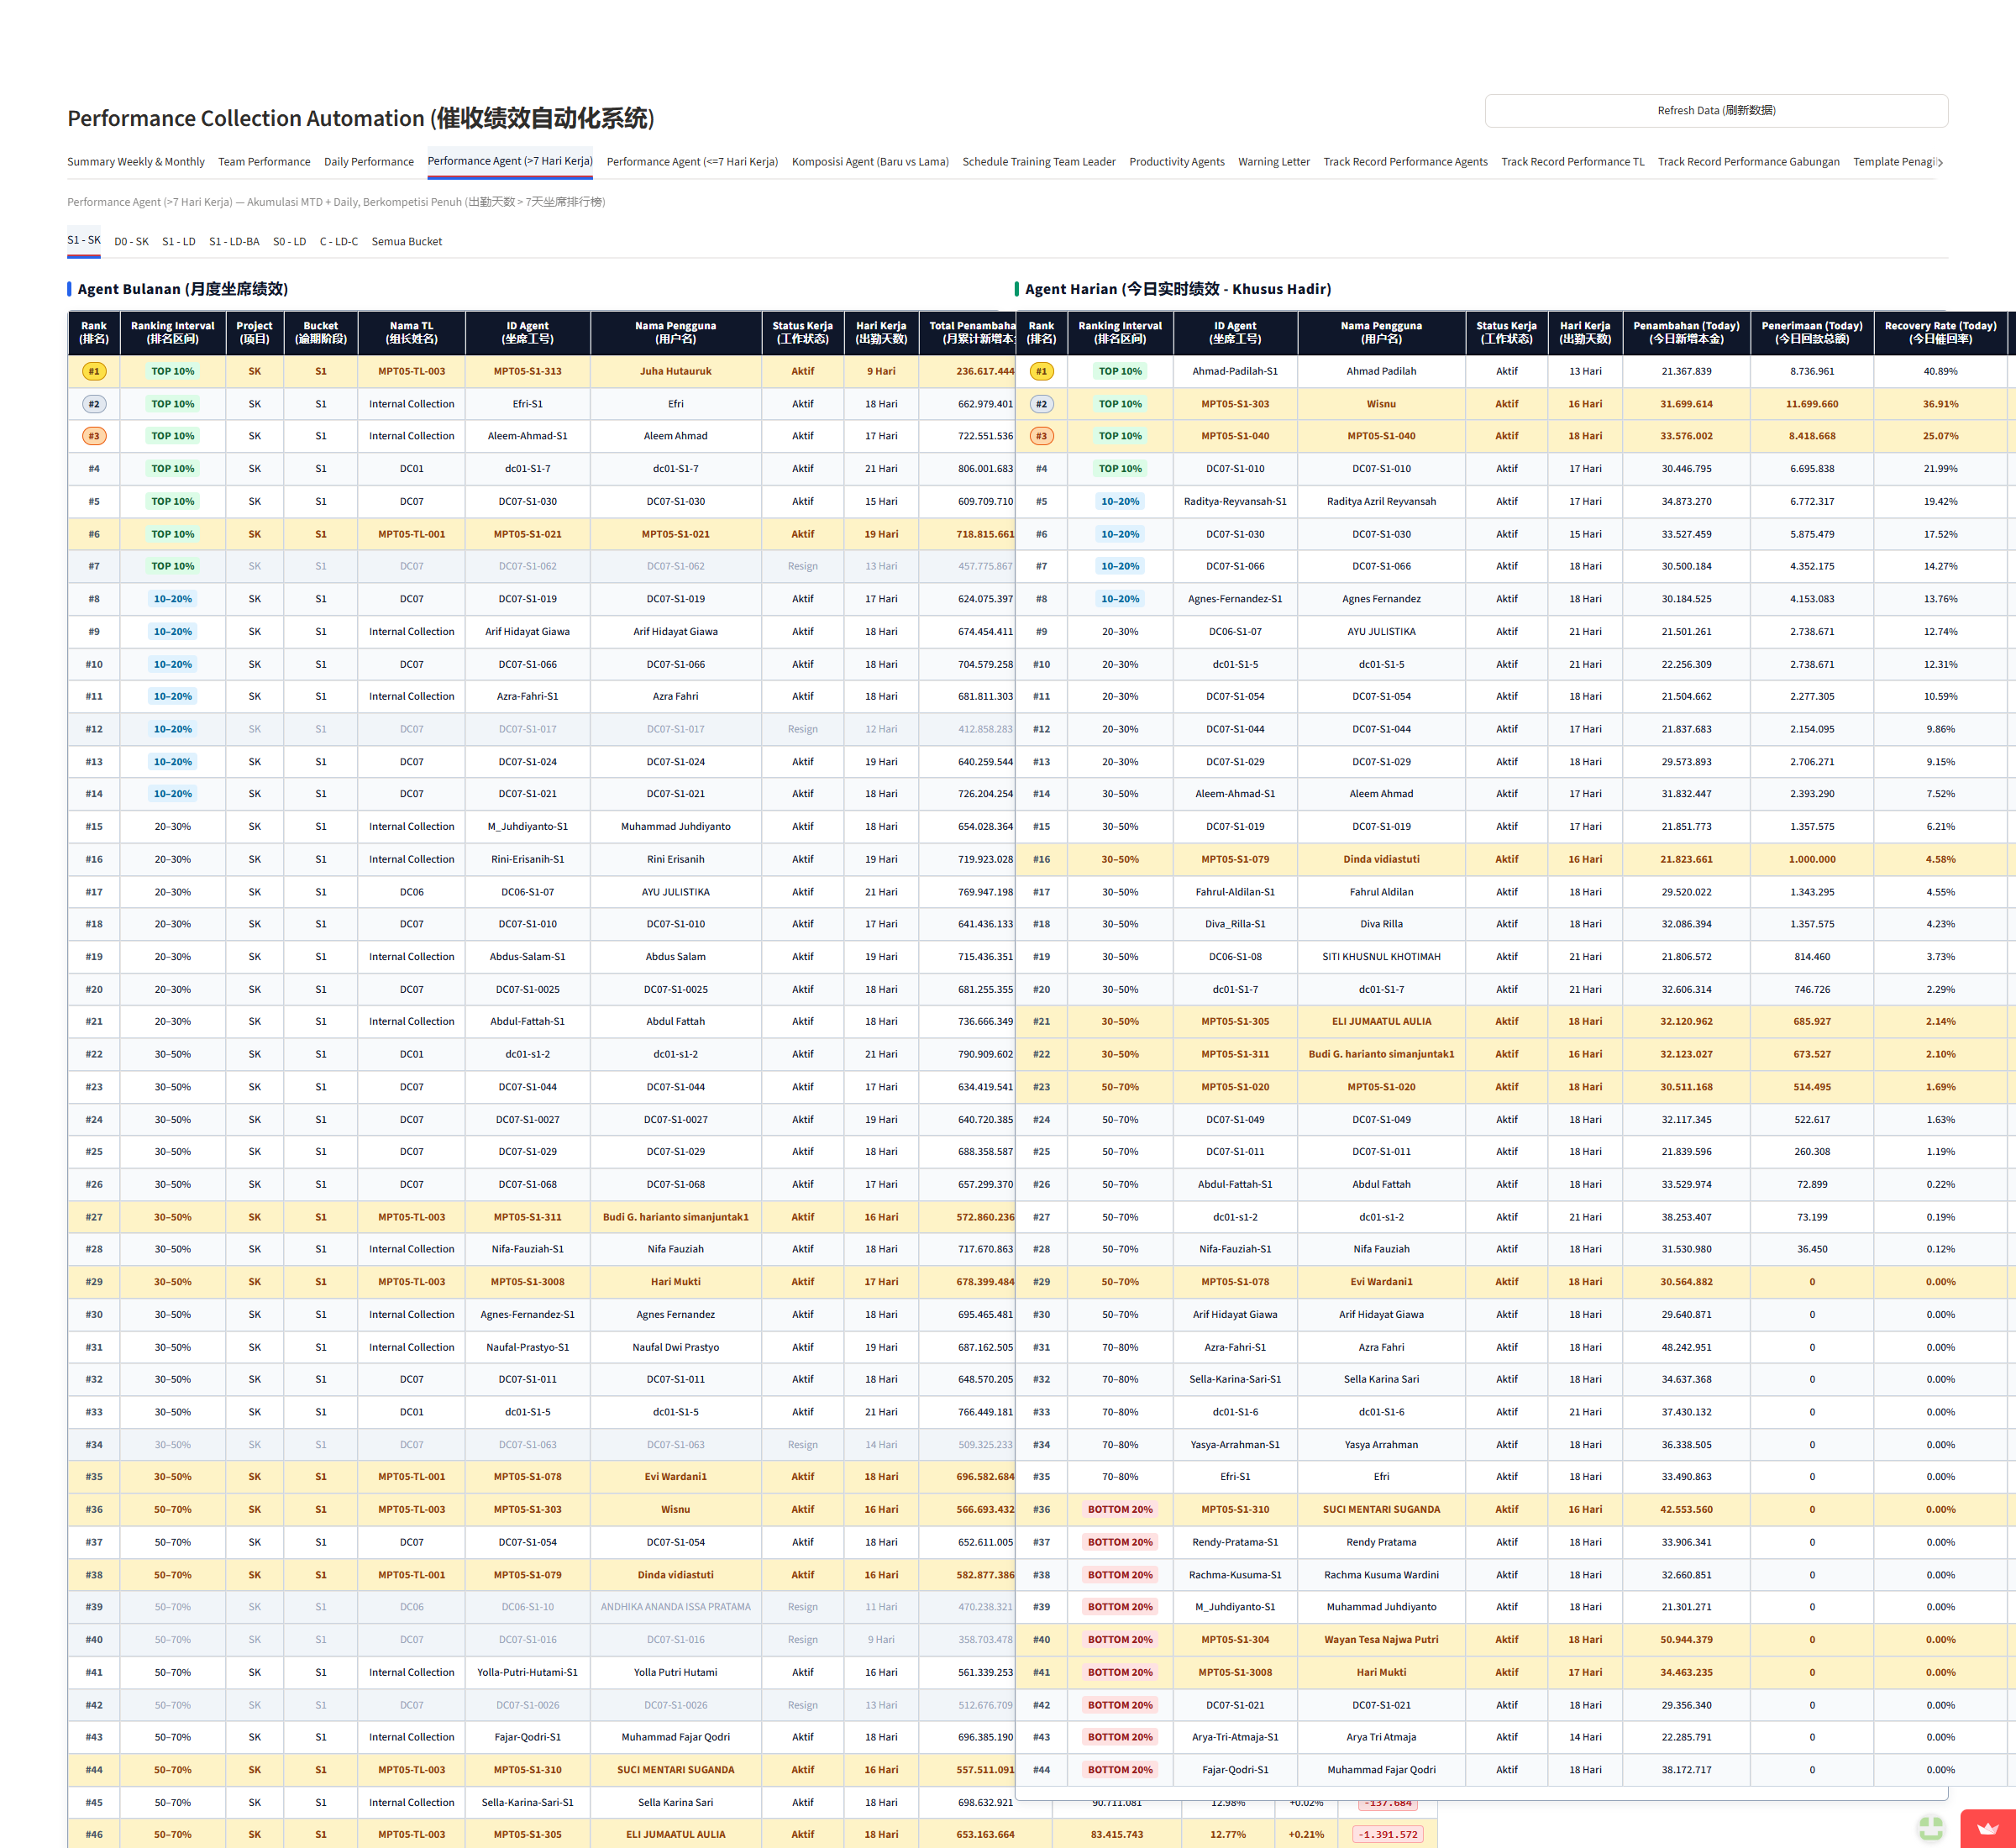 Performance Collection Automation (催收绩效自动化系统)
Refresh Data (刷新数据)
Summary Weekly & Monthly Team Performance Daily Performance Performance Agent (>7 Hari Kerja) Performance Agent (<=7 Hari Kerja) Komposisi Agent (Baru vs Lama) Schedule Training Team Leader Productivity Agents Warning Letter Track Record Performance Agents Track Record Performance TL Track Record Performance Gabungan Template Penagi
Performance Agent (>7 Hari Kerja) — Akumulasi MTD + Daily, Berkompetisi Penuh (出勤天数 > 7天坐席排行榜)
S1 - SK D0 - SK S1 - LD S1 - LD-BA S0 - LD C - LD-C Semua Bucket
Agent Bulanan (月度坐席绩效)
Rank Ranking Interval Project Bucket Nama TL ID Agent Nama Pengguna Status Kerja Hari Kerja Total Penambaha
(排名) (排名区间) (项目) (逾期阶段) (组长姓名) (坐席工号) (用户名) (工作状态) (出勤天数) (月累计新增本
#1 TOP 10% SK S1 MPT05-TL-003 MPT05-S1-313 Juha Hutauruk Aktif 9 Hari 236.617.444
#2 TOP 10% SK S1 Internal Collection Efri-S1 Efri Aktif 18 Hari 662.979.401
#3 TOP 10% SK S1 Internal Collection Aleem-Ahmad-S1 Aleem Ahmad Aktif 17 Hari 722.551.536
#4 TOP 10% SK S1 DC01 dc01-S1-7 dc01-S1-7 Aktif 21 Hari 806.001.683
#5 TOP 10% SK S1 DC07 DC07-S1-030 DC07-S1-030 Aktif 15 Hari 609.709.710
#6 TOP 10% SK S1 MPT05-TL-001 MPT05-S1-021 MPT05-S1-021 Aktif 19 Hari 718.815.661
#7 TOP 10% SK S1 DC07 DC07-S1-062 DC07-S1-062 Resign 13 Hari 457.775.867
#8 10–20% SK S1 DC07 DC07-S1-019 DC07-S1-019 Aktif 17 Hari 624.075.397
#9 10–20% SK S1 Internal Collection Arif Hidayat Giawa Arif Hidayat Giawa Aktif 18 Hari 674.454.411
#10 10–20% SK S1 DC07 DC07-S1-066 DC07-S1-066 Aktif 18 Hari 704.579.258
#11 10–20% SK S1 Internal Collection Azra-Fahri-S1 Azra Fahri Aktif 18 Hari 681.811.303
#12 10–20% SK S1 DC07 DC07-S1-017 DC07-S1-017 Resign 12 Hari 412.858.283
#13 10–20% SK S1 DC07 DC07-S1-024 DC07-S1-024 Aktif 19 Hari 640.259.544
#14 10–20% SK S1 DC07 DC07-S1-021 DC07-S1-021 Aktif 18 Hari 726.204.254
#15 20–30% SK S1 Internal Collection M_Juhdiyanto-S1 Muhammad Juhdiyanto Aktif 18 Hari 654.028.364
#16 20–30% SK S1 Internal Collection Rini-Erisanih-S1 Rini Erisanih Aktif 19 Hari 719.923.028
#17 20–30% SK S1 DC06 DC06-S1-07 AYU JULISTIKA Aktif 21 Hari 769.947.198
#18 20–30% SK S1 DC07 DC07-S1-010 DC07-S1-010 Aktif 17 Hari 641.436.133
#19 20–30% SK S1 Internal Collection Abdus-Salam-S1 Abdus Salam Aktif 19 Hari 715.436.351
#20 20–30% SK S1 DC07 DC07-S1-0025 DC07-S1-0025 Aktif 18 Hari 681.255.355
#21 20–30% SK S1 Internal Collection Abdul-Fattah-S1 Abdul Fattah Aktif 18 Hari 736.666.349
#22 30–50% SK S1 DC01 dc01-s1-2 dc01-s1-2 Aktif 21 Hari 790.909.602
#23 30–50% SK S1 DC07 DC07-S1-044 DC07-S1-044 Aktif 17 Hari 634.419.541
#24 30–50% SK S1 DC07 DC07-S1-0027 DC07-S1-0027 Aktif 19 Hari 640.720.385
#25 30–50% SK S1 DC07 DC07-S1-029 DC07-S1-029 Aktif 18 Hari 688.358.587
#26 30–50% SK S1 DC07 DC07-S1-068 DC07-S1-068 Aktif 17 Hari 657.299.370
#27 30–50% SK S1 MPT05-TL-003 MPT05-S1-311 Budi G. harianto simanjuntak1 Aktif 16 Hari 572.860.236
#28 30–50% SK S1 Internal Collection Nifa-Fauziah-S1 Nifa Fauziah Aktif 18 Hari 717.670.863
#29 30–50% SK S1 MPT05-TL-003 MPT05-S1-3008 Hari Mukti Aktif 17 Hari 678.399.484
#30 30–50% SK S1 Internal Collection Agnes-Fernandez-S1 Agnes Fernandez Aktif 18 Hari 695.465.481
#31 30–50% SK S1 Internal Collection Naufal-Prastyo-S1 Naufal Dwi Prastyo Aktif 19 Hari 687.162.505
#32 30–50% SK S1 DC07 DC07-S1-011 DC07-S1-011 Aktif 18 Hari 648.570.205
#33 30–50% SK S1 DC01 dc01-S1-5 dc01-S1-5 Aktif 21 Hari 766.449.181
#34 30–50% SK S1 DC07 DC07-S1-063 DC07-S1-063 Resign 14 Hari 509.325.233
#35 30–50% SK S1 MPT05-TL-001 MPT05-S1-078 Evi Wardani1 Aktif 18 Hari 696.582.684
#36 50–70% SK S1 MPT05-TL-003 MPT05-S1-303 Wisnu Aktif 16 Hari 566.693.432
#37 50–70% SK S1 DC07 DC07-S1-054 DC07-S1-054 Aktif 18 Hari 652.611.005
#38 50–70% SK S1 MPT05-TL-001 MPT05-S1-079 Dinda vidiastuti Aktif 16 Hari 582.877.386
#39 50–70% SK S1 DC06 DC06-S1-10 ANDHIKA ANANDA ISSA PRATAMA Resign 11 Hari 470.238.321
#40 50–70% SK S1 DC07 DC07-S1-016 DC07-S1-016 Resign 9 Hari 358.703.478
#41 50–70% SK S1 Internal Collection Yolla-Putri-Hutami-S1 Yolla Putri Hutami Aktif 16 Hari 561.339.253
#42 50–70% SK S1 DC07 DC07-S1-0026 DC07-S1-0026 Resign 13 Hari 512.676.709
#43 50–70% SK S1 Internal Collection Fajar-Qodri-S1 Muhammad Fajar Qodri Aktif 18 Hari 696.385.190
#44 50–70% SK S1 MPT05-TL-003 MPT05-S1-310 SUCI MENTARI SUGANDA Aktif 16 Hari 557.511.091
#45 50–70% SK S1 Internal Collection Sella-Karina-Sari-S1 Sella Karina Sari Aktif 18 Hari 698.632.921 90.711.081 12.98% +0.02% -137.684
#46 50–70% SK S1 MPT05-TL-003 MPT05-S1-305 ELI JUMAATUL AULIA Aktif 18 Hari 653.163.664 83.415.743 12.77% +0.21% -1.391.572
Agent Harian (今日实时绩效 - Khusus Hadir)
Rank Ranking Interval ID Agent Nama Pengguna Status Kerja Hari Kerja Penambahan (Today) Penerimaan (Today) Recovery Rate (Today)
(排名) (排名区间) (坐席工号) (用户名) (工作状态) (出勤天数) (今日新增本金) (今日回款总额) (今日催回率)
#1 TOP 10% Ahmad-Padilah-S1 Ahmad Padilah Aktif 13 Hari 21.367.839 8.736.961 40.89%
#2 TOP 10% MPT05-S1-303 Wisnu Aktif 16 Hari 31.699.614 11.699.660 36.91%
#3 TOP 10% MPT05-S1-040 MPT05-S1-040 Aktif 18 Hari 33.576.002 8.418.668 25.07%
#4 TOP 10% DC07-S1-010 DC07-S1-010 Aktif 17 Hari 30.446.795 6.695.838 21.99%
#5 10–20% Raditya-Reyvansah-S1 Raditya Azril Reyvansah Aktif 17 Hari 34.873.270 6.772.317 19.42%
#6 10–20% DC07-S1-030 DC07-S1-030 Aktif 15 Hari 33.527.459 5.875.479 17.52%
#7 10–20% DC07-S1-066 DC07-S1-066 Aktif 18 Hari 30.500.184 4.352.175 14.27%
#8 10–20% Agnes-Fernandez-S1 Agnes Fernandez Aktif 18 Hari 30.184.525 4.153.083 13.76%
#9 20–30% DC06-S1-07 AYU JULISTIKA Aktif 21 Hari 21.501.261 2.738.671 12.74%
#10 20–30% dc01-S1-5 dc01-S1-5 Aktif 21 Hari 22.256.309 2.738.671 12.31%
#11 20–30% DC07-S1-054 DC07-S1-054 Aktif 18 Hari 21.504.662 2.277.305 10.59%
#12 20–30% DC07-S1-044 DC07-S1-044 Aktif 17 Hari 21.837.683 2.154.095 9.86%
#13 20–30% DC07-S1-029 DC07-S1-029 Aktif 18 Hari 29.573.893 2.706.271 9.15%
#14 30–50% Aleem-Ahmad-S1 Aleem Ahmad Aktif 17 Hari 31.832.447 2.393.290 7.52%
#15 30–50% DC07-S1-019 DC07-S1-019 Aktif 17 Hari 21.851.773 1.357.575 6.21%
#16 30–50% MPT05-S1-079 Dinda vidiastuti Aktif 16 Hari 21.823.661 1.000.000 4.58%
#17 30–50% Fahrul-Aldilan-S1 Fahrul Aldilan Aktif 18 Hari 29.520.022 1.343.295 4.55%
#18 30–50% Diva_Rilla-S1 Diva Rilla Aktif 18 Hari 32.086.394 1.357.575 4.23%
#19 30–50% DC06-S1-08 SITI KHUSNUL KHOTIMAH Aktif 21 Hari 21.806.572 814.460 3.73%
#20 30–50% dc01-S1-7 dc01-S1-7 Aktif 21 Hari 32.606.314 746.726 2.29%
#21 30–50% MPT05-S1-305 ELI JUMAATUL AULIA Aktif 18 Hari 32.120.962 685.927 2.14%
#22 30–50% MPT05-S1-311 Budi G. harianto simanjuntak1 Aktif 16 Hari 32.123.027 673.527 2.10%
#23 50–70% MPT05-S1-020 MPT05-S1-020 Aktif 18 Hari 30.511.168 514.495 1.69%
#24 50–70% DC07-S1-049 DC07-S1-049 Aktif 18 Hari 32.117.345 522.617 1.63%
#25 50–70% DC07-S1-011 DC07-S1-011 Aktif 18 Hari 21.839.596 260.308 1.19%
#26 50–70% Abdul-Fattah-S1 Abdul Fattah Aktif 18 Hari 33.529.974 72.899 0.22%
#27 50–70% dc01-s1-2 dc01-s1-2 Aktif 21 Hari 38.253.407 73.199 0.19%
#28 50–70% Nifa-Fauziah-S1 Nifa Fauziah Aktif 18 Hari 31.530.980 36.450 0.12%
#29 50–70% MPT05-S1-078 Evi Wardani1 Aktif 18 Hari 30.564.882 0 0.00%
#30 50–70% Arif Hidayat Giawa Arif Hidayat Giawa Aktif 18 Hari 29.640.871 0 0.00%
#31 70–80% Azra-Fahri-S1 Azra Fahri Aktif 18 Hari 48.242.951 0 0.00%
#32 70–80% Sella-Karina-Sari-S1 Sella Karina Sari Aktif 18 Hari 34.637.368 0 0.00%
#33 70–80% dc01-S1-6 dc01-S1-6 Aktif 21 Hari 37.430.132 0 0.00%
#34 70–80% Yasya-Arrahman-S1 Yasya Arrahman Aktif 18 Hari 36.338.505 0 0.00%
#35 70–80% Efri-S1 Efri Aktif 18 Hari 33.490.863 0 0.00%
#36 BOTTOM 20% MPT05-S1-310 SUCI MENTARI SUGANDA Aktif 16 Hari 42.553.560 0 0.00%
#37 BOTTOM 20% Rendy-Pratama-S1 Rendy Pratama Aktif 18 Hari 33.906.341 0 0.00%
#38 BOTTOM 20% Rachma-Kusuma-S1 Rachma Kusuma Wardini Aktif 18 Hari 32.660.851 0 0.00%
#39 BOTTOM 20% M_Juhdiyanto-S1 Muhammad Juhdiyanto Aktif 18 Hari 21.301.271 0 0.00%
#40 BOTTOM 20% MPT05-S1-304 Wayan Tesa Najwa Putri Aktif 18 Hari 50.944.379 0 0.00%
#41 BOTTOM 20% MPT05-S1-3008 Hari Mukti Aktif 17 Hari 34.463.235 0 0.00%
#42 BOTTOM 20% DC07-S1-021 DC07-S1-021 Aktif 18 Hari 29.356.340 0 0.00%
#43 BOTTOM 20% Arya-Tri-Atmaja-S1 Arya Tri Atmaja Aktif 14 Hari 22.285.791 0 0.00%
#44 BOTTOM 20% Fajar-Qodri-S1 Muhammad Fajar Qodri Aktif 18 Hari 38.172.717 0 0.00%